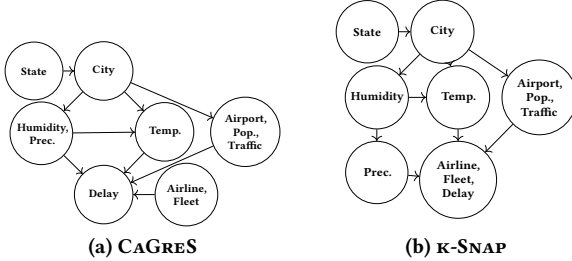 State
City
Humidity,
Prec.
Temp.
Airport,
Pop.,
Traffic
Delay
Airline,
Fleet
(a) CAGRES
State
City
Humidity
Temp.
Airport,
Pop.,
Traffic
Prec.
Airline,
Fleet,
Delay
(b) K-SNAP